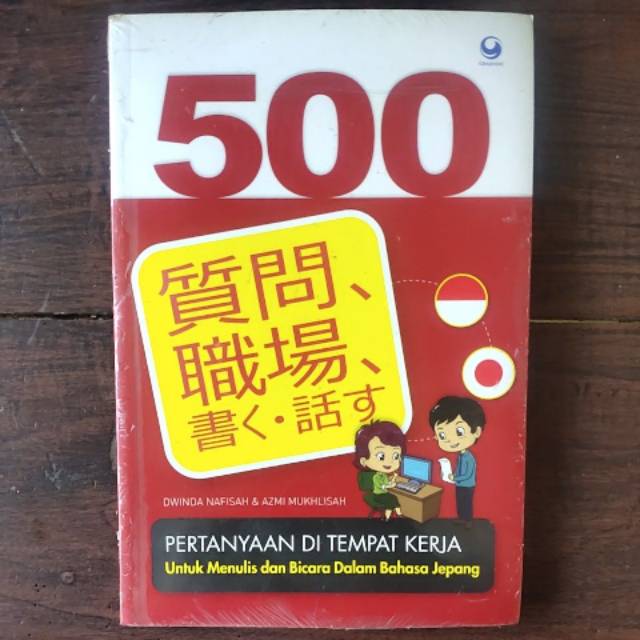 500
質問、
職場、
書く・話す
DWINDA NAFISAH & AZMI MUKHLISAH
PERTANYAAN DI TEMPAT KERJA
Untuk Menulis dan Bicara Dalam Bahasa Jepang